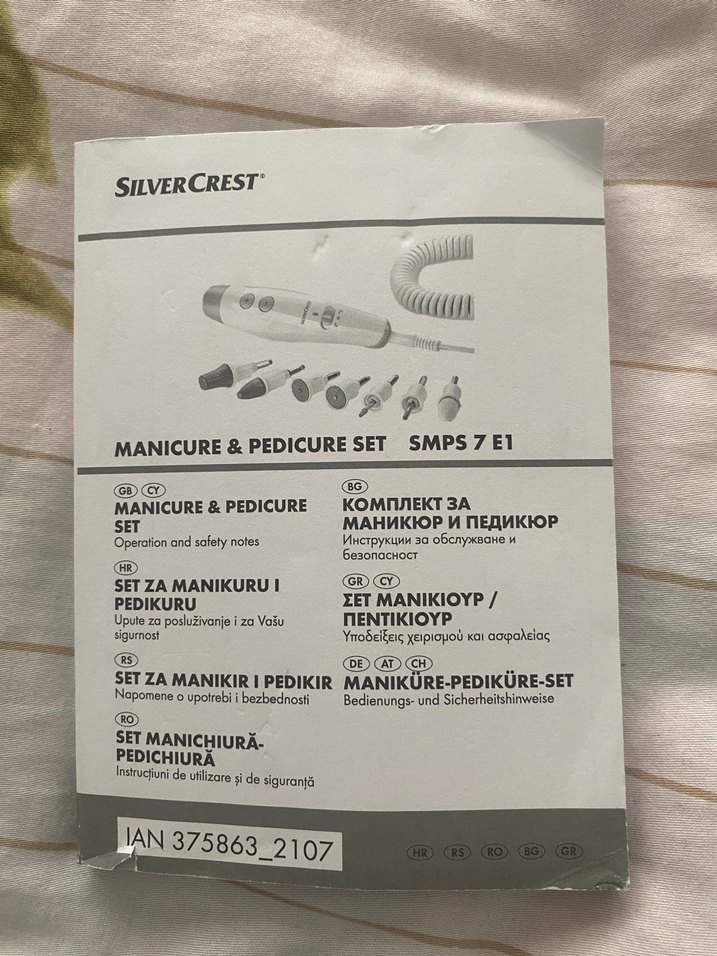 SILVERCREST®
MANICURE & PEDICURE SET SMPS 7 E1
GB CY
MANICURE & PEDICURE
SET
Operation and safety notes
HR
SET ZA MANIKURU I
PEDIKURU
Upute za posluživanje i za Vašu
sigurnost
RS
SET ZA MANIKIR I PEDIKIR
Napomene o upotrebi i bezbednosti
RO
SET MANICHIURĂ-
PEDICHIURĂ
Instrucțiuni de utilizare și de siguranță
BG
КОМПЛЕКТ ЗА
МАНИКЮР И ПЕДИКЮР
Инструкции за обслужване и
безопасност
GR CY
ΣΕΤ ΜΑΝΙΚΙΟΥΡ /
ΠΕΝΤΙΚΙΟΥΡ
Υποδείξεις χειρισμού και ασφαλείας
DE AT CH
MANIKÜRE-PEDIKÜRE-SET
Bedienungs- und Sicherheitshinweise
IAN 375863_2107
HR RS RO BG GR